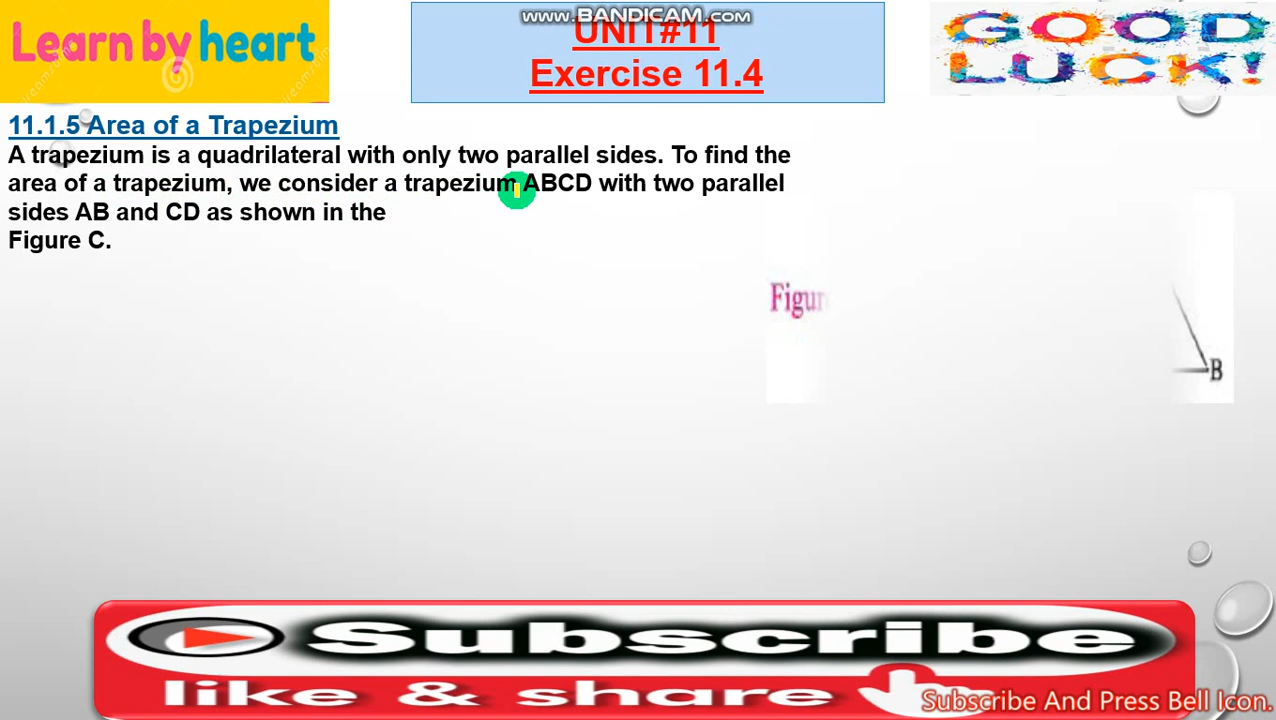 Learn by heart
www.BANDICAM.com
UNIT#11
Exercise 11.4
GOOD
LUCK!
11.1.5 Area of a Trapezium
A trapezium is a quadrilateral with only two parallel sides. To find the
area of a trapezium, we consider a trapezium ABCD with two parallel
sides AB and CD as shown in the
Figure C.
Figur
B
Subscribe
like & share
Subscribe And Press Bell Icon.